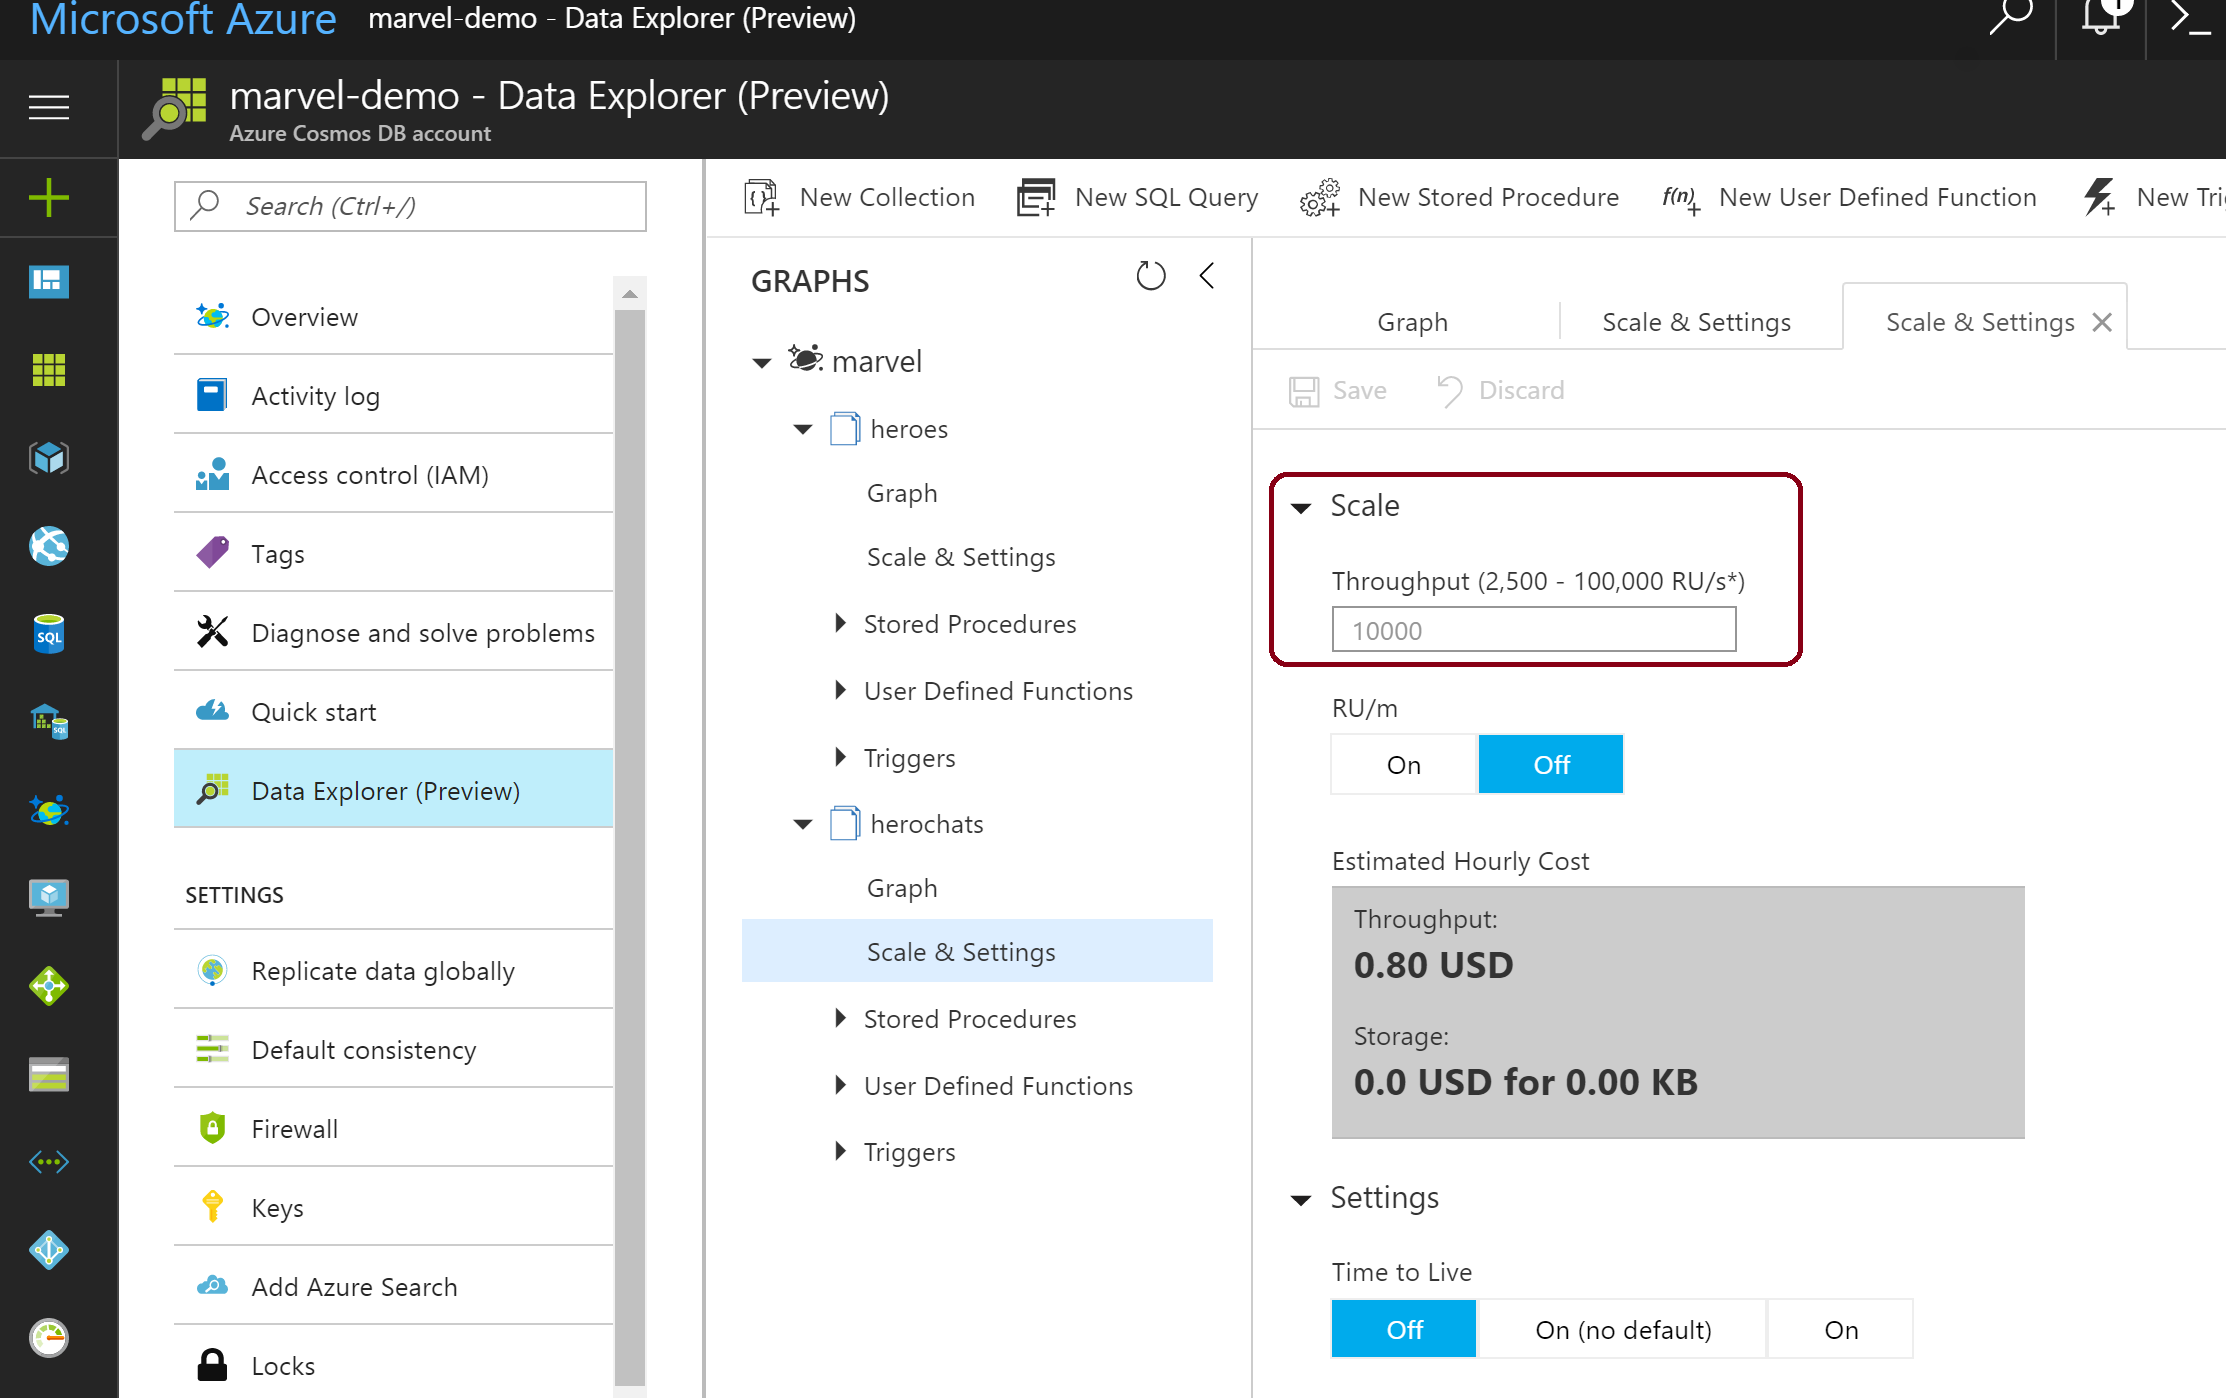 Microsoft Azure marvel-demo - Data Explorer (Preview)
1
marvel-demo - Data Explorer (Preview)
Azure Cosmos DB account
Search (Ctrl+/)
Overview
Activity log
Access control (IAM)
Tags
Diagnose and solve problems
Quick start
Data Explorer (Preview)
SETTINGS
Replicate data globally
Default consistency
Firewall
Keys
Add Azure Search
Locks
SQL
SQL
New Collection
New SQL Query
New Stored Procedure
f(n)
New User Defined Function
New Tri
GRAPHS
marvel
heroes
Graph
Scale & Settings
Stored Procedures
User Defined Functions
Triggers
herochats
Graph
Scale & Settings
Stored Procedures
User Defined Functions
Triggers
Graph
Scale & Settings
Scale & Settings
Save
Discard
Scale
Throughput (2,500 - 100,000 RU/s*)
10000
RU/m
On
Off
Estimated Hourly Cost
Throughput:
0.80 USD
Storage:
0.0 USD for 0.00 KB
Settings
Time to Live
Off
On (no default)
On